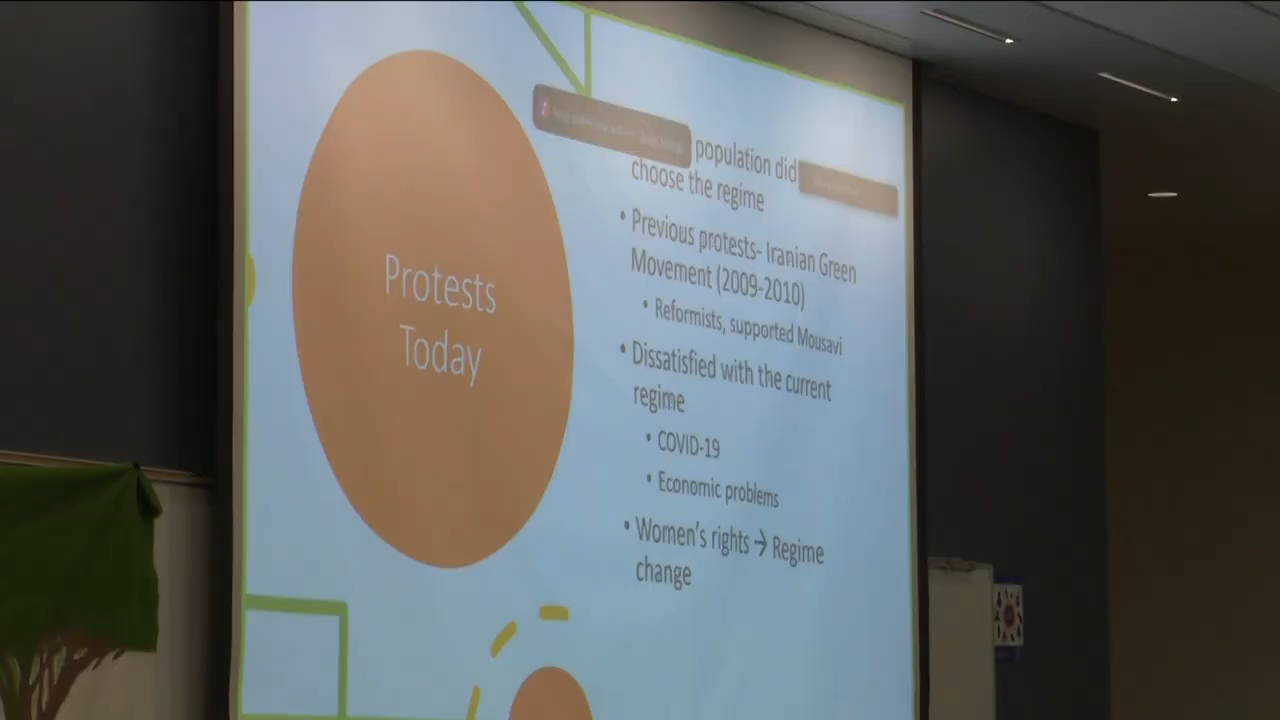 Protests
Today
population did
choose the regime
• Previous protests- Iranian Green
Movement (2009-2010)
• Reformists, supported Mousavi
• Dissatisfied with the current
regime
• COVID-19
• Economic problems
• Women's rights → Regime
change